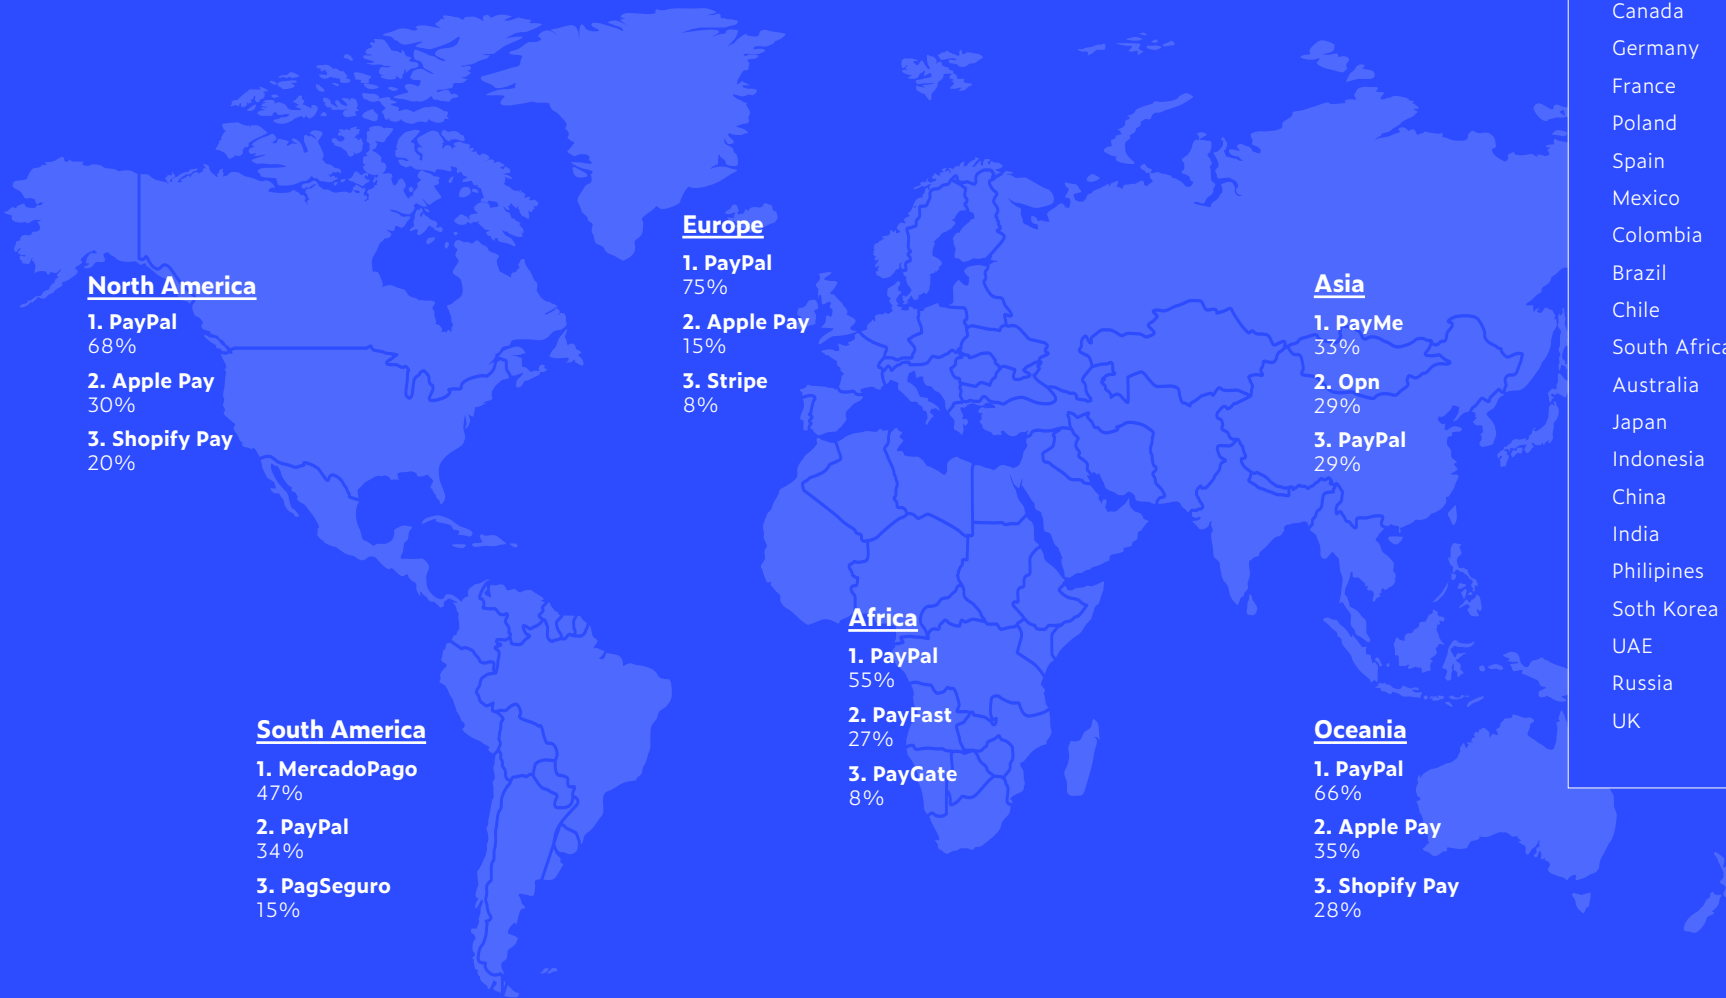 North America
1. PayPal
68%
2. Apple Pay
30%
3. Shopify Pay
20%
Europe
1. PayPal
75%
2. Apple Pay
15%
3. Stripe
8%
Asia
1. PayMe
33%
2. Opn
29%
3. PayPal
29%
South America
1. MercadoPago
47%
2. PayPal
34%
3. PagSeguro
15%
Africa
1. PayPal
55%
2. PayFast
27%
3. PayGate
8%
Oceania
1. PayPal
66%
2. Apple Pay
35%
3. Shopify Pay
28%
Canada
Germany
France
Poland
Spain
Mexico
Colombia
Brazil
Chile
South Africa
Australia
Japan
Indonesia
China
India
Philipines
Soth Korea
UAE
Russia
UK